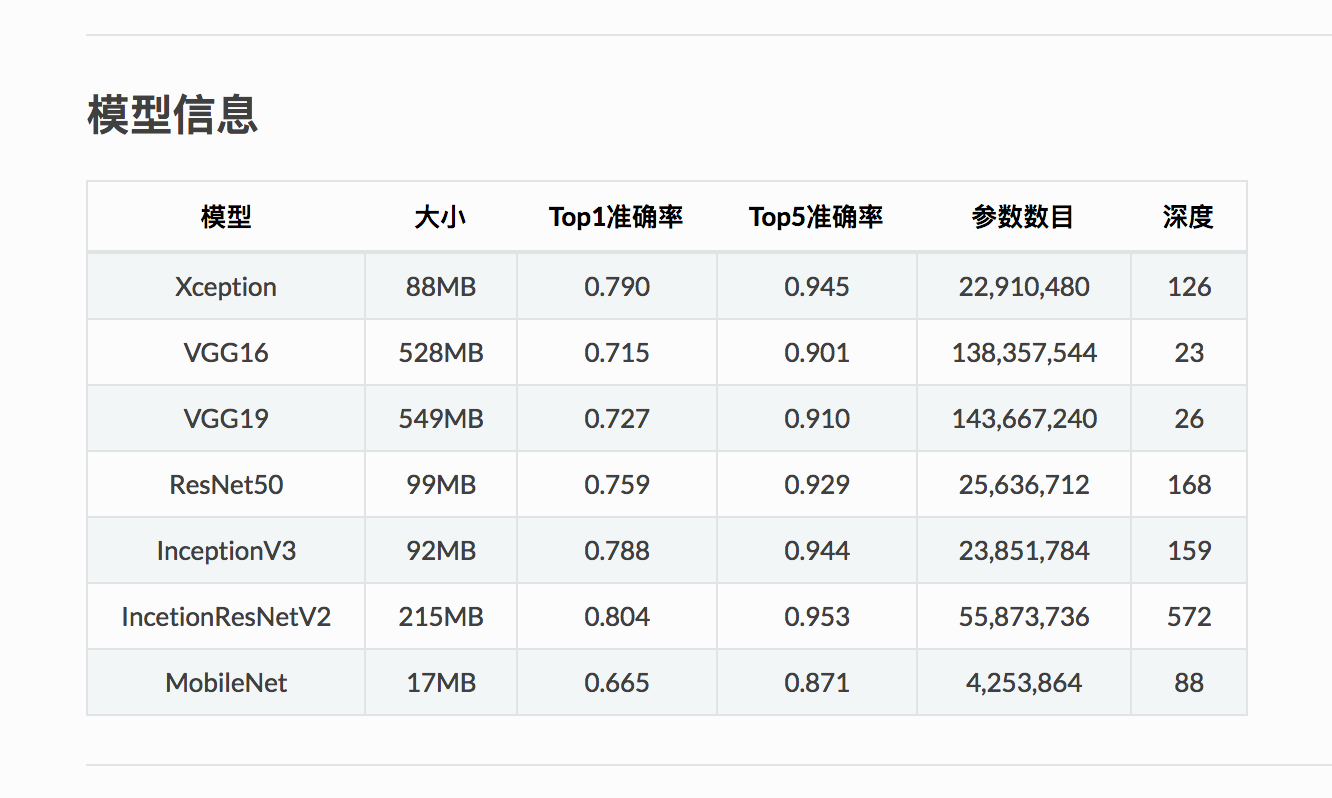 模型信息
模型 大小 Top1准确率 Top5准确率 参数数目 深度
Xception 88MB 0.790 0.945 22,910,480 126
VGG16 528MB 0.715 0.901 138,357,544 23
VGG19 549MB 0.727 0.910 143,667,240 26
ResNet50 99MB 0.759 0.929 25,636,712 168
InceptionV3 92MB 0.788 0.944 23,851,784 159
IncetionResNetV2 215MB 0.804 0.953 55,873,736 572
MobileNet 17MB 0.665 0.871 4,253,864 88